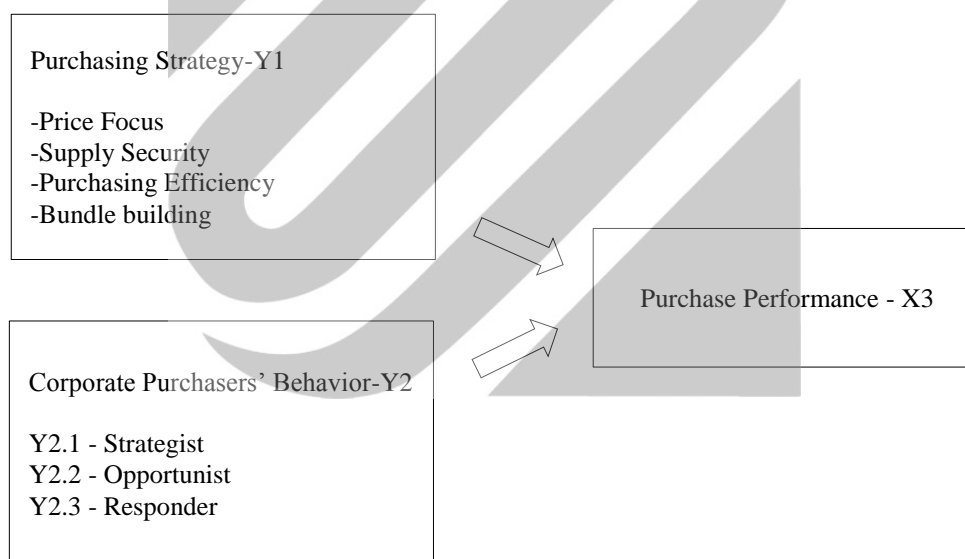 Purchasing Strategy-Y1
-Price Focus
-Supply Security
-Purchasing Efficiency
-Bundle building
Purchase Performance - X3
Corporate Purchasers’ Behavior-Y2
Y2.1 - Strategist
Y2.2 - Opportunist
Y2.3 - Responder